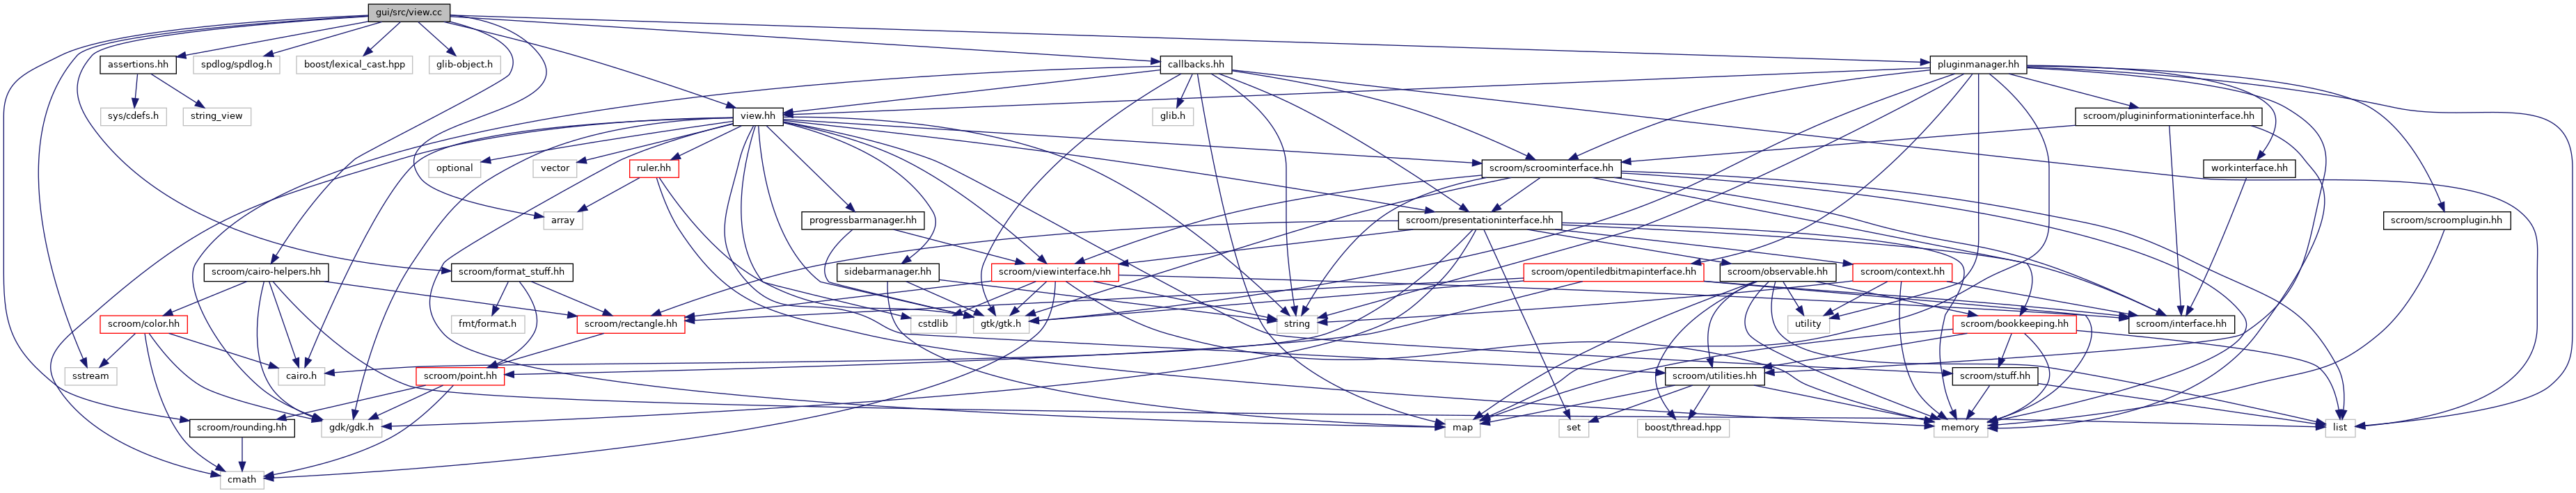 gui/src/view.cc
assertions.hh
spdlog/spdlog.h
boost/lexical_cast.hpp
glib-object.h
callbacks.hh
pluginmanager.hh
sys/cdefs.h
string_view
view.hh
glib.h
scroom/plugininformationinterface.hh
optional
vector
ruler.hh
scroom/scroominterface.hh
workinterface.hh
array
progressbarmanager.hh
scroom/presentationinterface.hh
scroom/scroomplugin.hh
scroom/cairo-helpers.hh
scroom/format_stuff.hh
sidebarmanager.hh
scroom/viewinterface.hh
scroom/opentiledbitmapinterface.hh
scroom/observable.hh
scroom/context.hh
scroom/color.hh
fmt/format.h
scroom/rectangle.hh
cstdlib
gtk/gtk.h
string
utility
scroom/bookkeeping.hh
scroom/interface.hh
sstream
cairo.h
scroom/point.hh
scroom/utilities.hh
scroom/stuff.hh
scroom/rounding.hh
gdk/gdk.h
map
set
boost/thread.hpp
memory
list
cmath